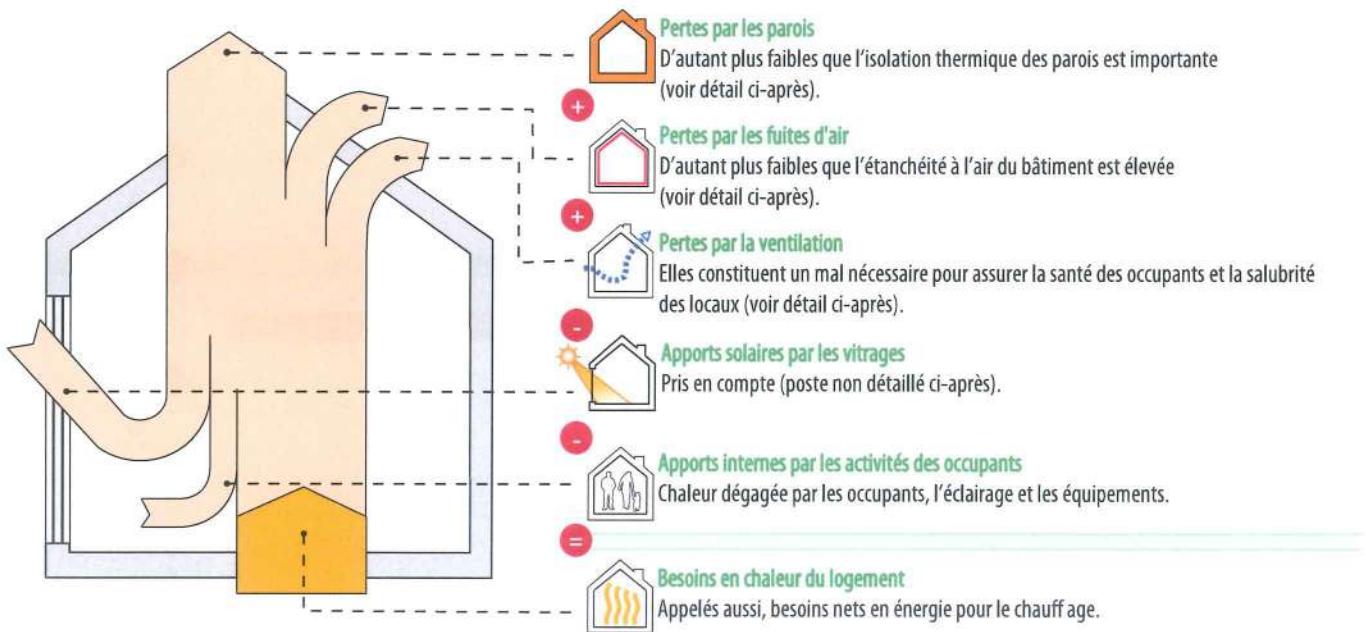 Pertes par les parois
D'autant plus faibles que l'isolation thermique des parois est importante
(voir détail ci-après).
+
Pertes par les fuites d'air
D'autant plus faibles que l'étanchéité à l'air du bâtiment est élevée
(voir détail ci-après).
+
Pertes par la ventilation
Elles constituent un mal nécessaire pour assurer la santé des occupants et la salubrité
des locaux (voir détail ci-après).
-
Apports solaires par les vitrages
Pris en compte (poste non détaillé ci-après).
-
Apports internes par les activités des occupants
Chaleur dégagée par les occupants, l'éclairage et les équipements.
=
Besoins en chaleur du logement
Appelés aussi, besoins nets en énergie pour le chauff age.